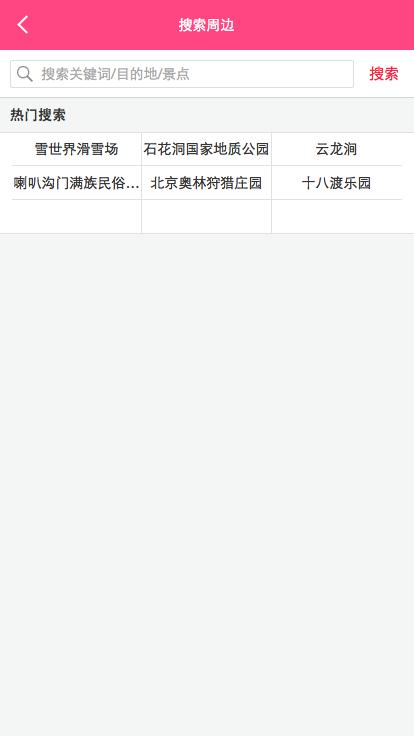 搜索周边
搜索关键词/目的地/景点 搜索
热门搜索
雪世界滑雪场 石花洞国家地质公园 云龙涧
喇叭沟门满族民俗... 北京奥林狩猎庄园 十八渡乐园